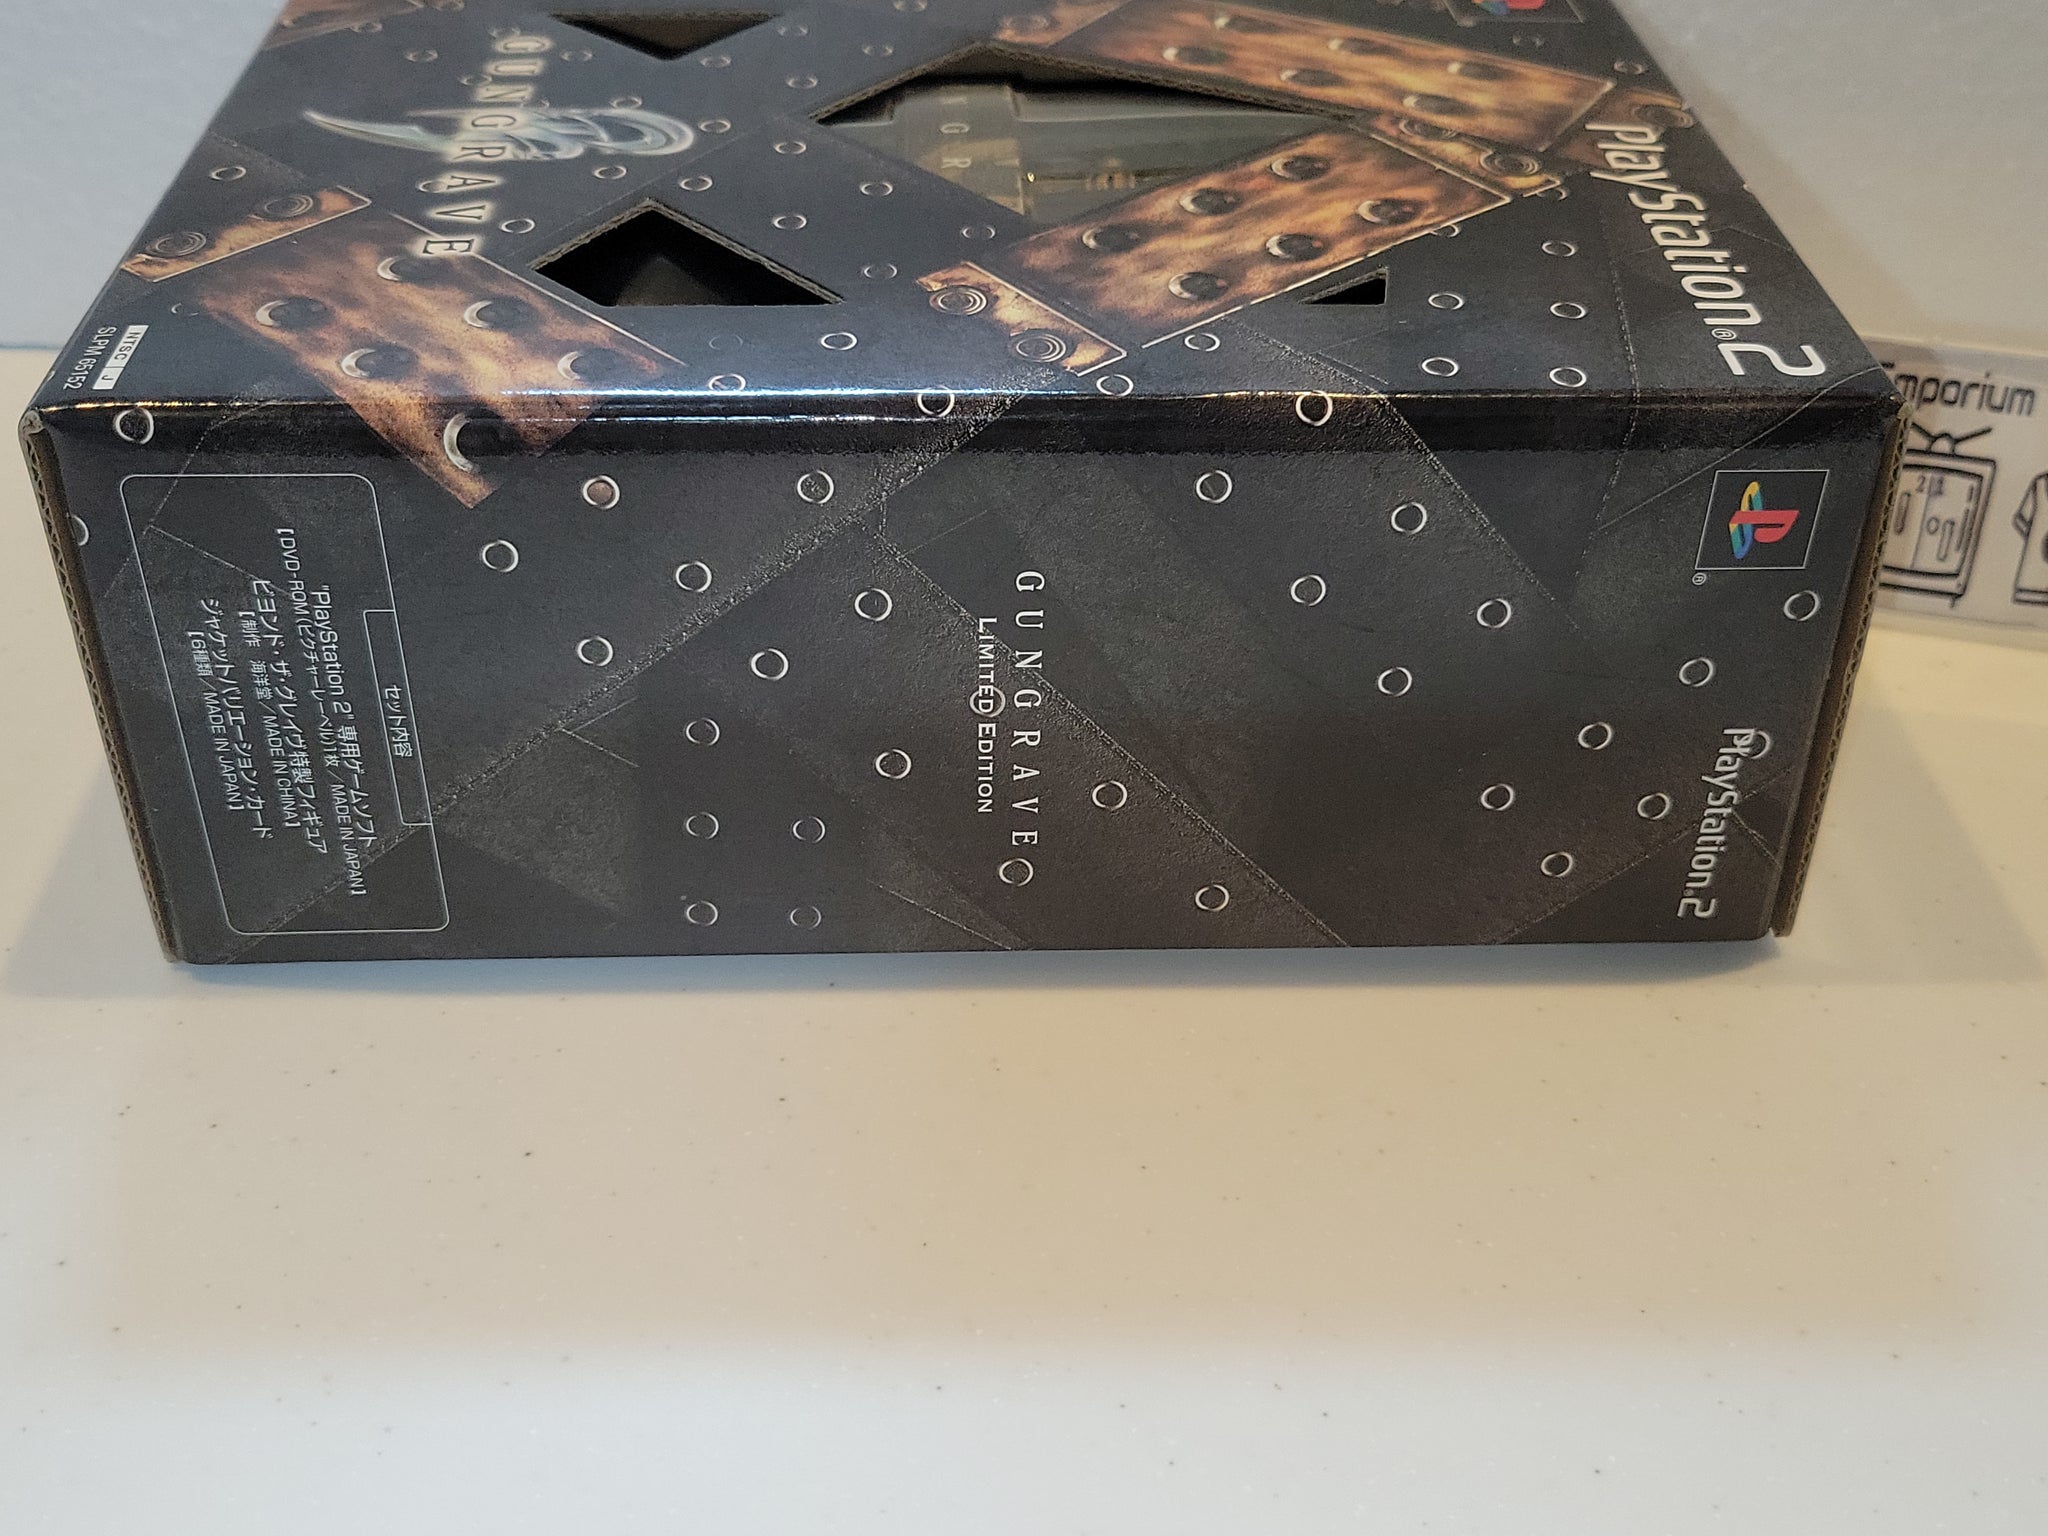 GUNGRAVE
GRAV
PlayStation®2
NTSC J
SLPM 65152
mporium
GUNGRAVE
LIMITED EDITION
PlayStation®2
セット内容
"PlayStation 2" 専用ゲームソフト
【DVD-ROM(ピクチャーレーベル)1枚/MADE IN JAPAN】
ビヨンド・ザ・グレイヴ特製フィギュア
【制作 海洋堂/MADE IN CHINA】
ジャケットバリエーション・カード
【6種類/MADE IN JAPAN】